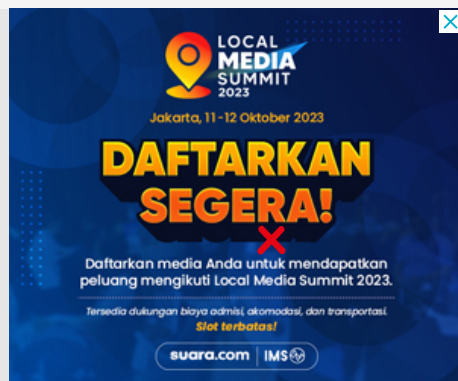 LOCAL
MEDIA
SUMMIT
2023
Jakarta, 11-12 Oktober 2023
DAFTARKAN
SEGERA!
Daftarkan media Anda untuk mendapatkan
peluang mengikuti Local Media Summit 2023.
Tersedia dukungan biaya admisi, akomodasi, dan transportasi.
Slot terbatas!
suara.com | IMS